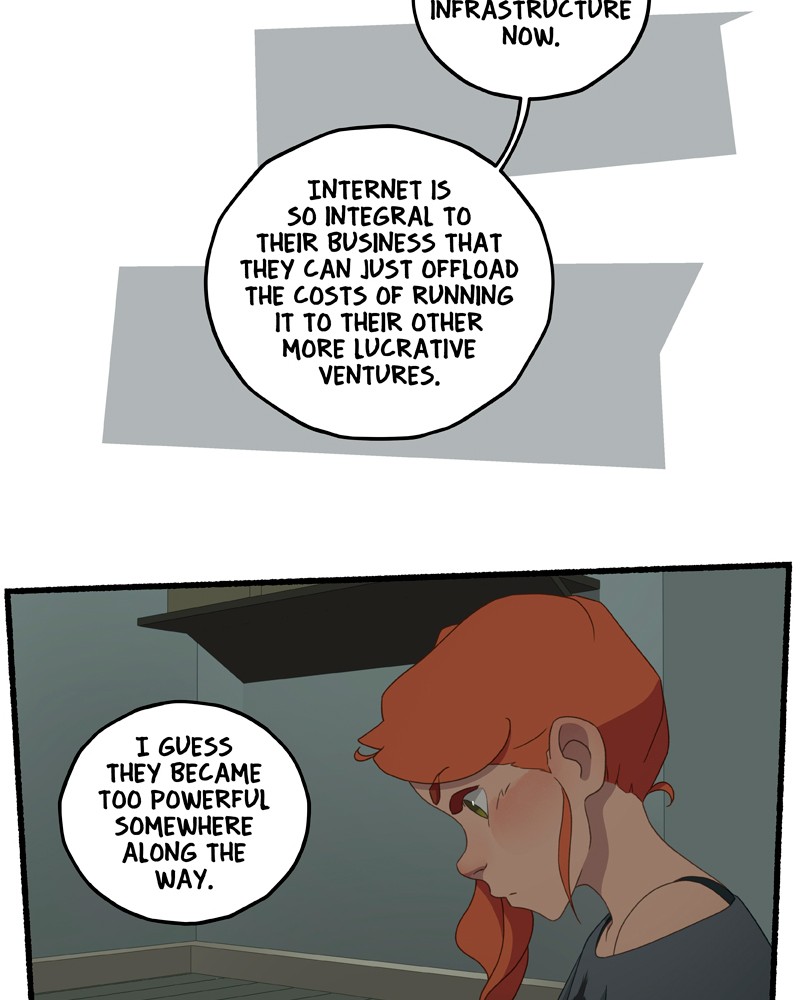 INFRASTRUCTURE
NOW.
INTERNET IS
SO INTEGRAL TO
THEIR BUSINESS THAT
THEY CAN JUST OFFLOAD
THE COSTS OF RUNNING
IT TO THEIR OTHER
MORE LUCRATIVE
VENTURES.
I GUESS
THEY BECAME
TOO POWERFUL
SOMEWHERE
ALONG THE
WAY.